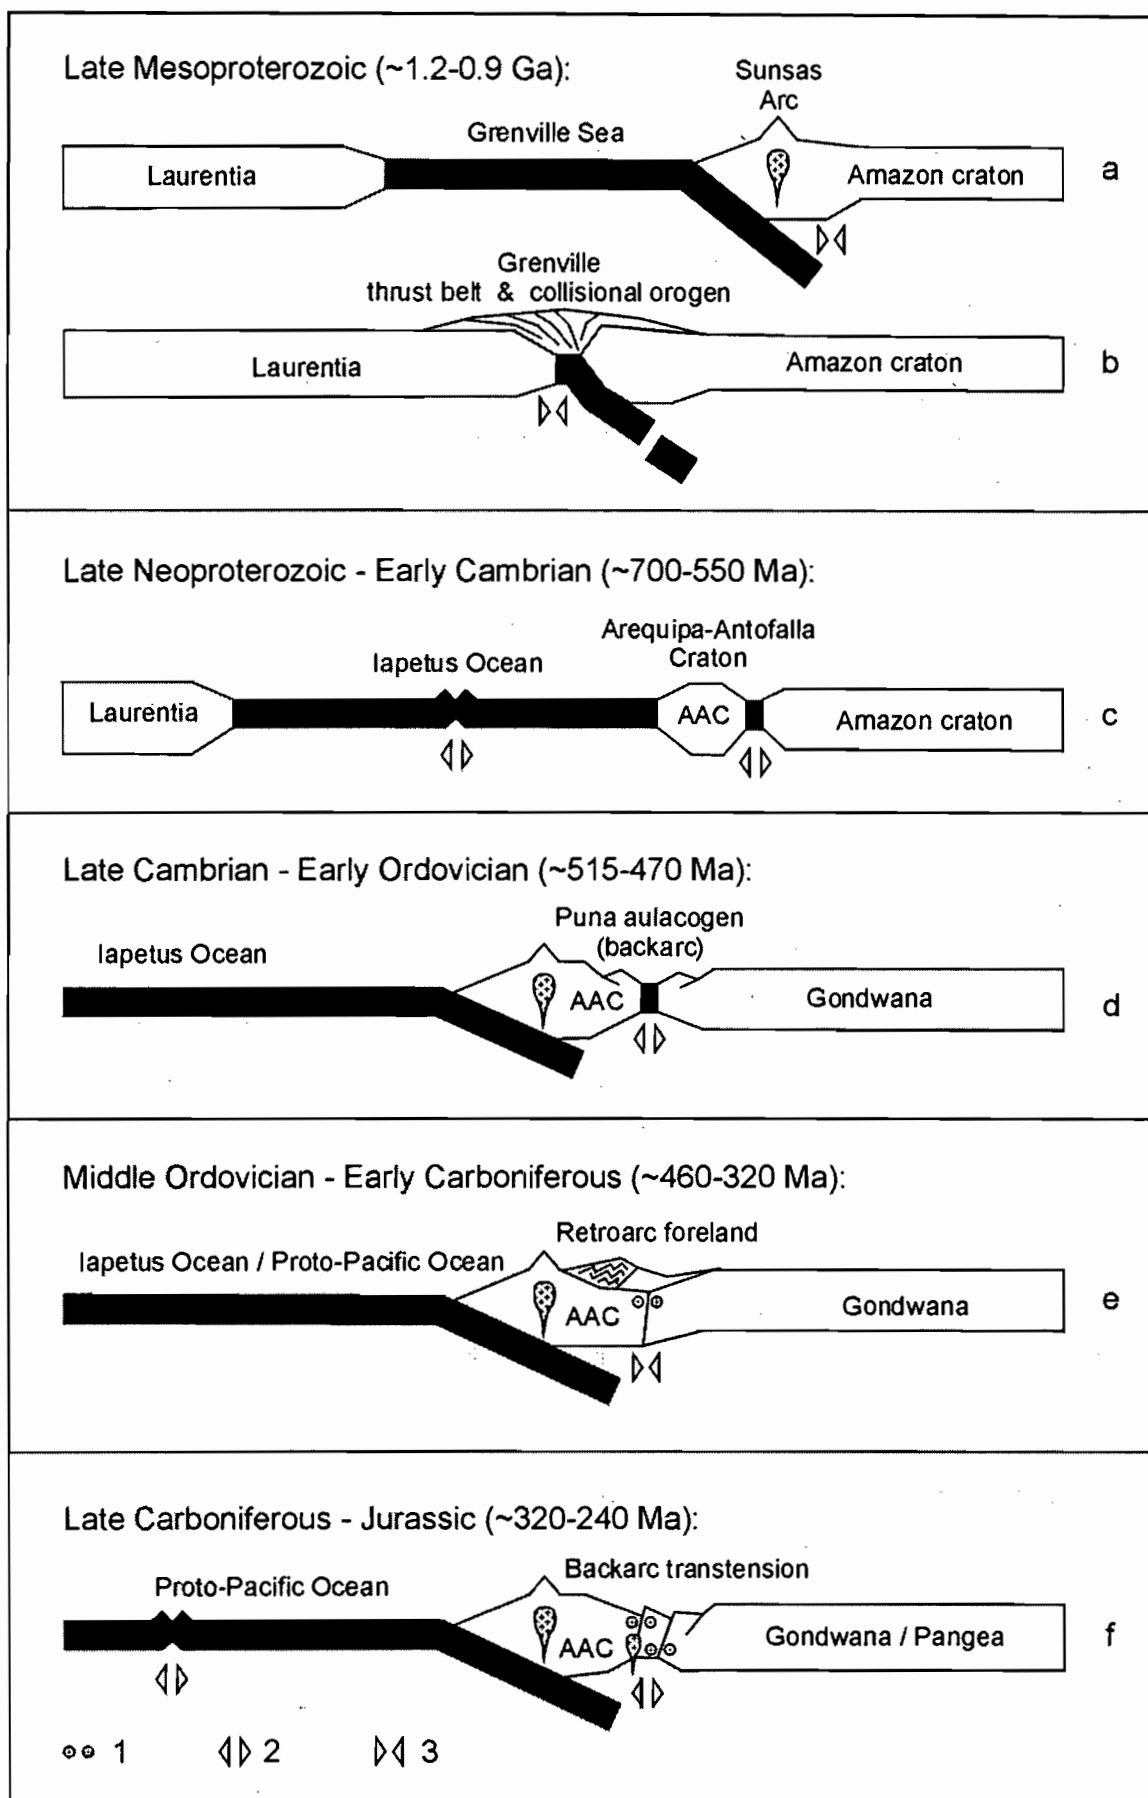 Late Mesoproterozoic (~1.2-0.9 Ga):
Sunsas
Arc
Grenville Sea
Laurentia
Amazon craton
a
Grenville
thrust belt & collisional orogen
Laurentia
Amazon craton
b
Late Neoproterozoic - Early Cambrian (~700-550 Ma):
Arequipa-Antofalla
Craton
Iapetus Ocean
Laurentia
AAC
Amazon craton
c
Late Cambrian - Early Ordovician (~515-470 Ma):
Puna aulacogen
(backarc)
Iapetus Ocean
AAC
Gondwana
d
Middle Ordovician - Early Carboniferous (~460-320 Ma):
Retroarc foreland
Iapetus Ocean / Proto-Pacific Ocean
AAC
Gondwana
e
Late Carboniferous - Jurassic (~320-240 Ma):
Backarc transtension
Proto-Pacific Ocean
AAC
Gondwana / Pangea
f
1
2
3